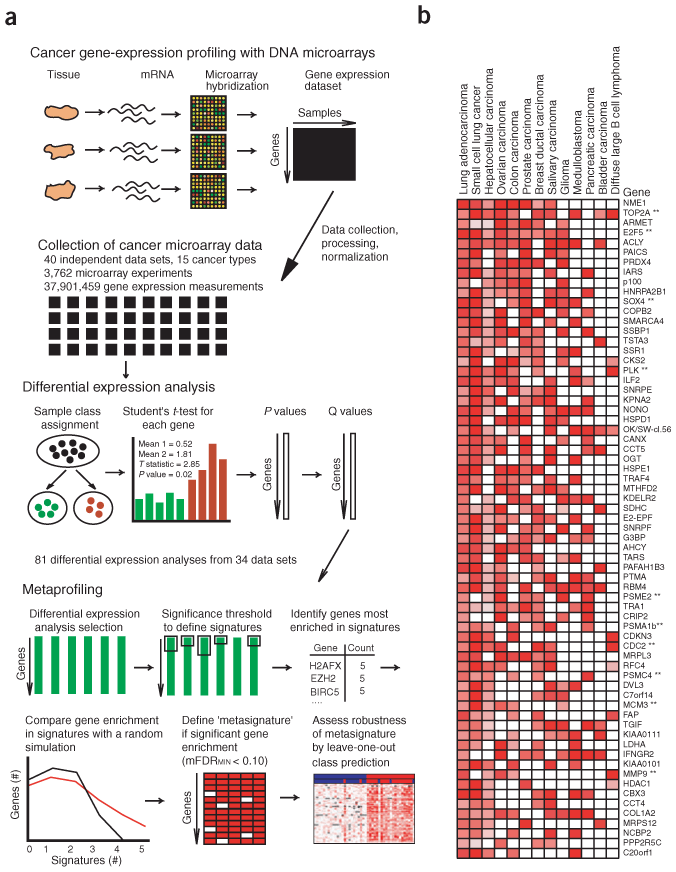 a
Cancer gene-expression profiling with DNA microarrays
Tissue
mRNA
Microarray
hybridization
Gene expression
dataset
Samples
Genes
Data collection,
processing,
normalization
Collection of cancer microarray data
40 independent data sets, 15 cancer types
3,762 microarray experiments
37,901,459 gene expression measurements
Differential expression analysis
Sample class
assignment
Student's t-test for
each gene
P values
Q values
Mean 1 = 0.52
Mean 2 = 1.81
T statistic = 2.85
P value = 0.02
Genes
Genes
81 differential expression analyses from 34 data sets
Metaprofiling
Differential expression
analysis selection
Significance threshold
to define signatures
Identify genes most
enriched in signatures
Genes
Gene Count
H2AFX 5
EZH2 5
BIRC5 5
....
Compare gene enrichment
in signatures with a random
simulation
Define 'metasignature'
if significant gene
enrichment
(mFDRMIN < 0.10)
Assess robustness
of metasignature
by leave-one-out
class prediction
Genes (#)
0 1 2 3 4 5
Signatures (#)
Genes
b
Lung adenocarcinoma
Small cell lung cancer
Hepatocellular carcinoma
Ovarian carcinoma
Colon carcinoma
Prostate carcinoma
Breast ductal carcinoma
Salivary carcinoma
Glioma
Medulloblastoma
Pancreatic carcinoma
Bladder carcinoma
Diffuse large B cell lymphoma
Gene
NME1
TOP2A **
ARMET
E2F5 **
ACLY
PAICS
PRDX4
IARS
p100
HNRPA2B1
SOX4 **
COPB2
SMARCA4
SSBP1
TSTA3
SSR1
CKS2
PLK **
ILF2
SNRPE
KPNA2
NONO
HSPD1
OK/SW-cl.56
CANX
CCT5
OGT
HSPE1
TRAF4
MTHFD2
KDELR2
SDHC
E2-EPF
SNRPF
G3BP
AHCY
TARS
PAFAH1B3
PTMA
RBM4
PSME2 **
TRA1
CRIP2
PSMA1b**
CDKN3
CDC2 **
MRPL3
RFC4
PSMC4 **
DVL3
C7orf14
MCM3 **
FAP
TGIF
KIAA0111
LDHA
IFNGR2
KIAA0101
MMP9 **
HDAC1
CBX3
CCT4
COL1A2
MRPS12
NCBP2
PPP2R5C
C20orf1